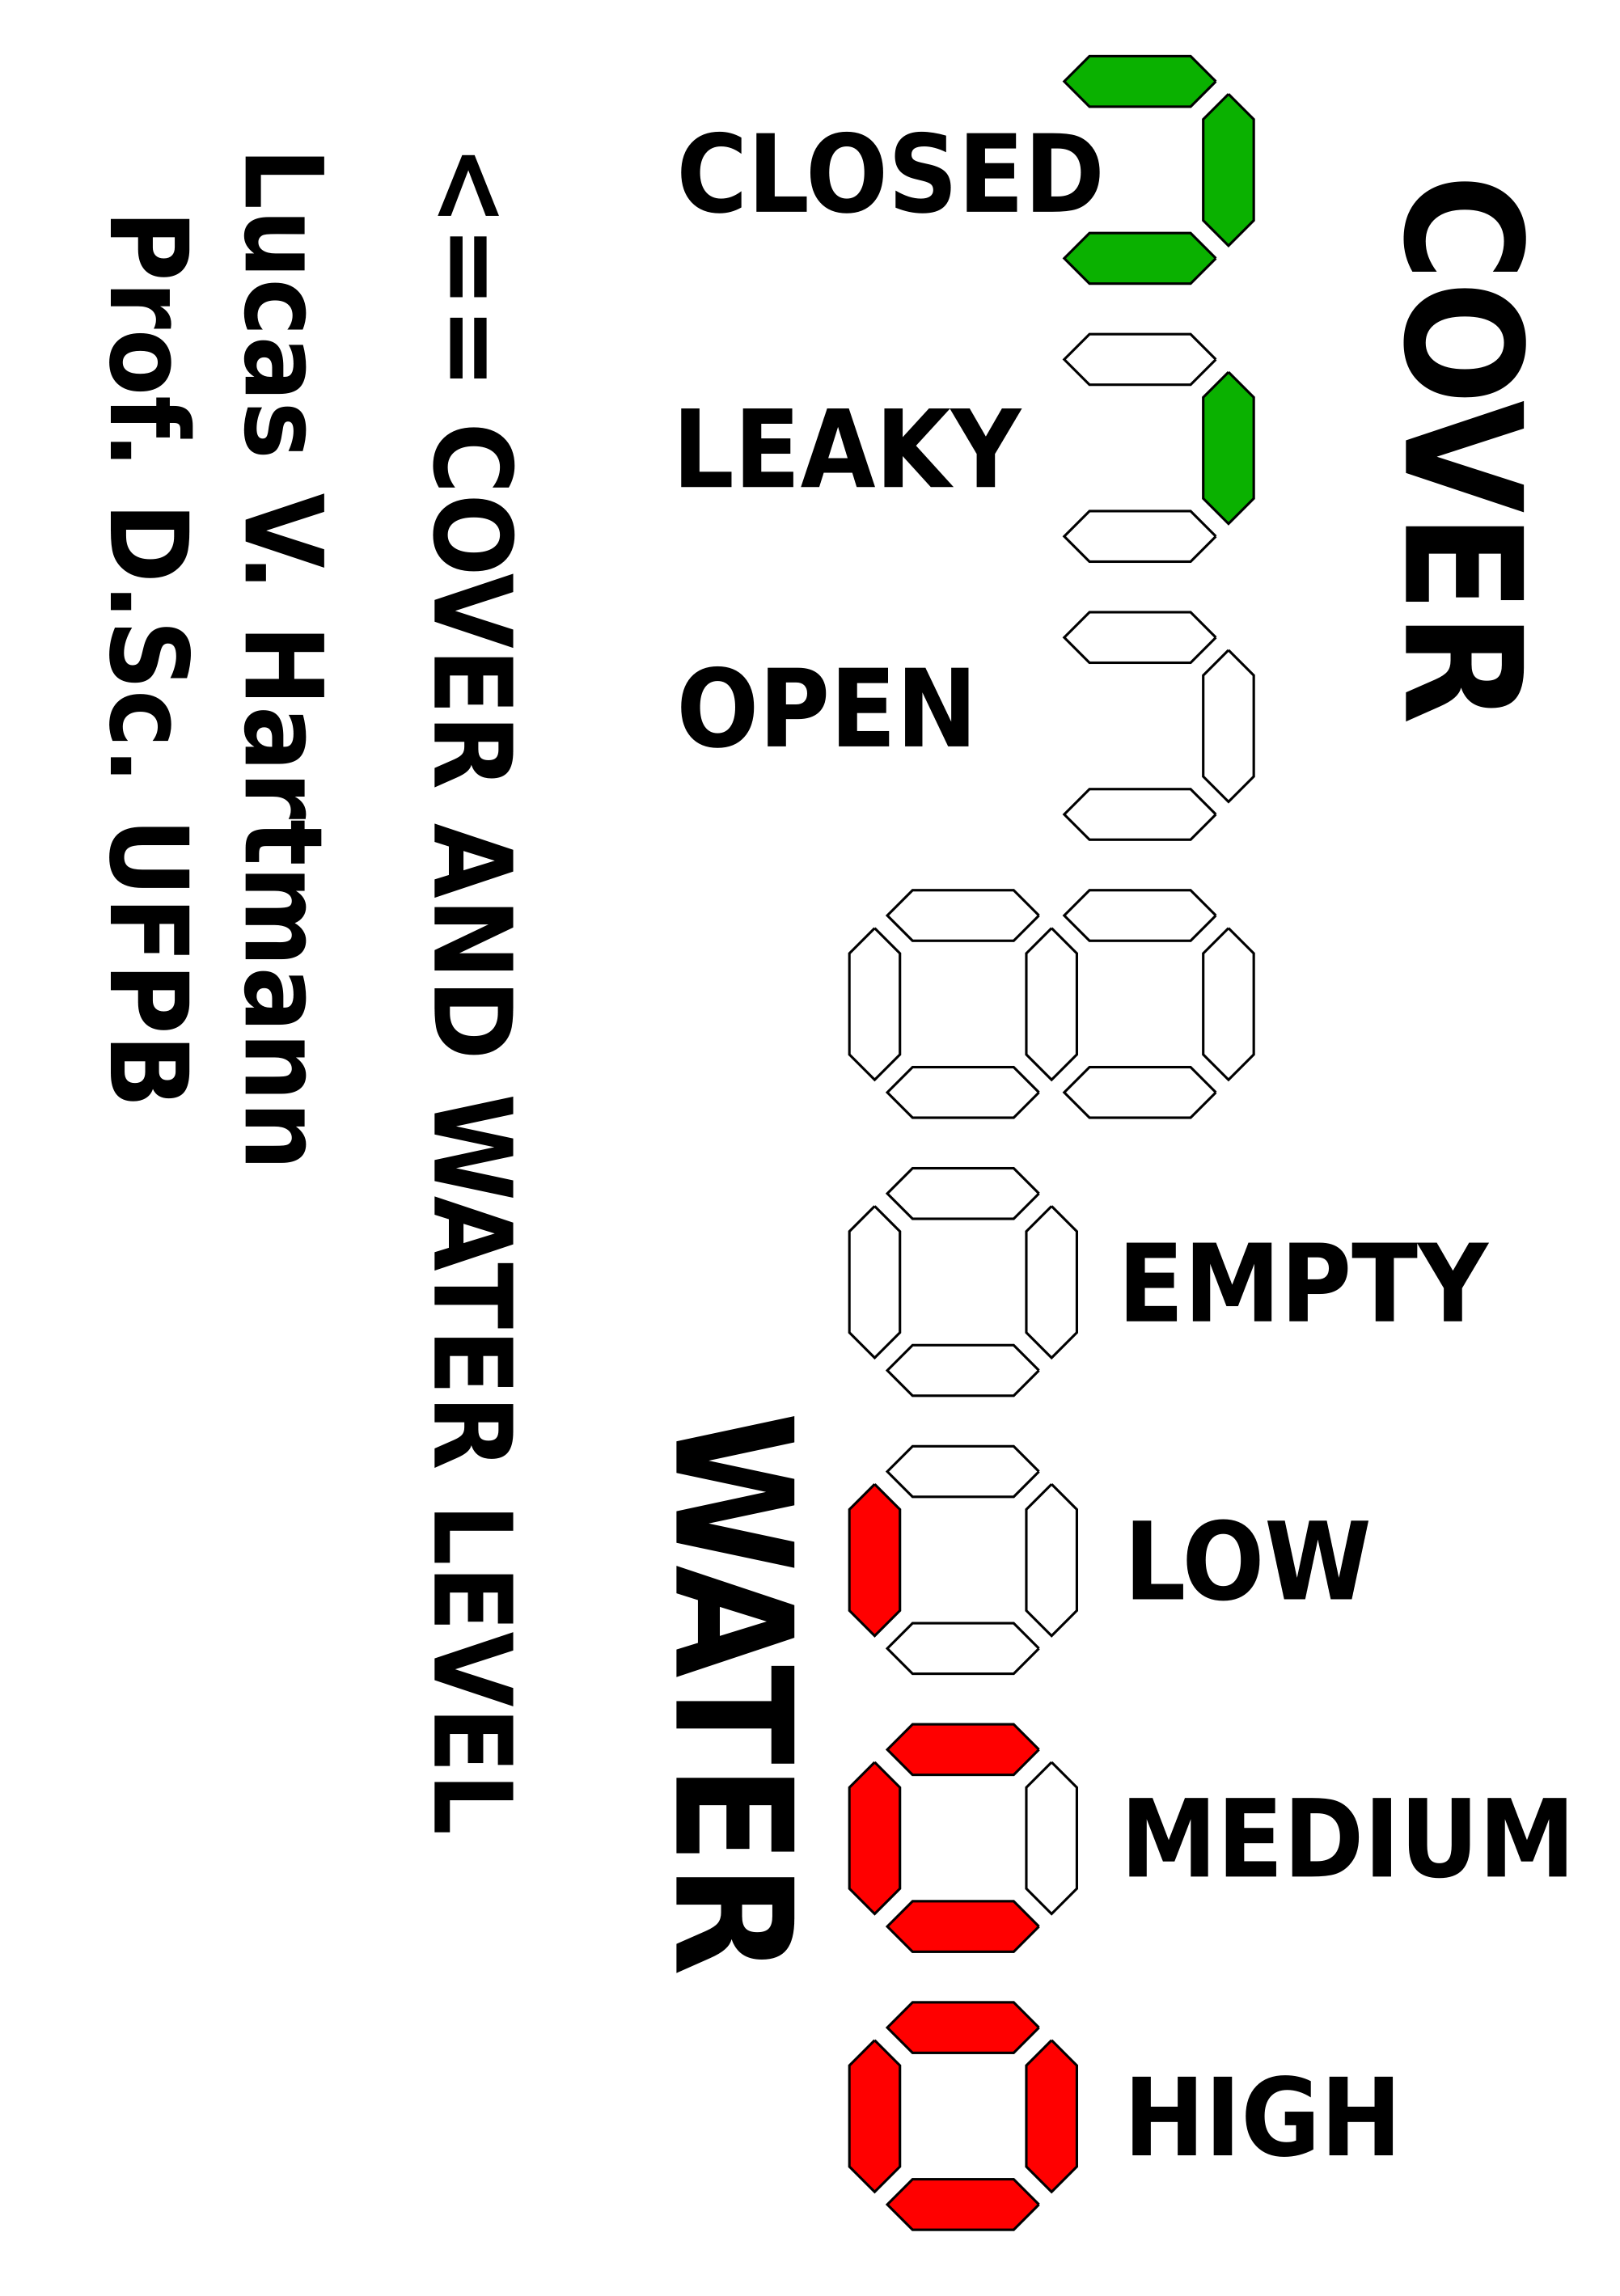 COVER
CLOSED
LEAKY
OPEN
EMPTY
LOW
MEDIUM
HIGH
WATER
<== COVER AND WATER LEVEL
Lucas V. Hartmann
Prof. D.Sc. UFPB